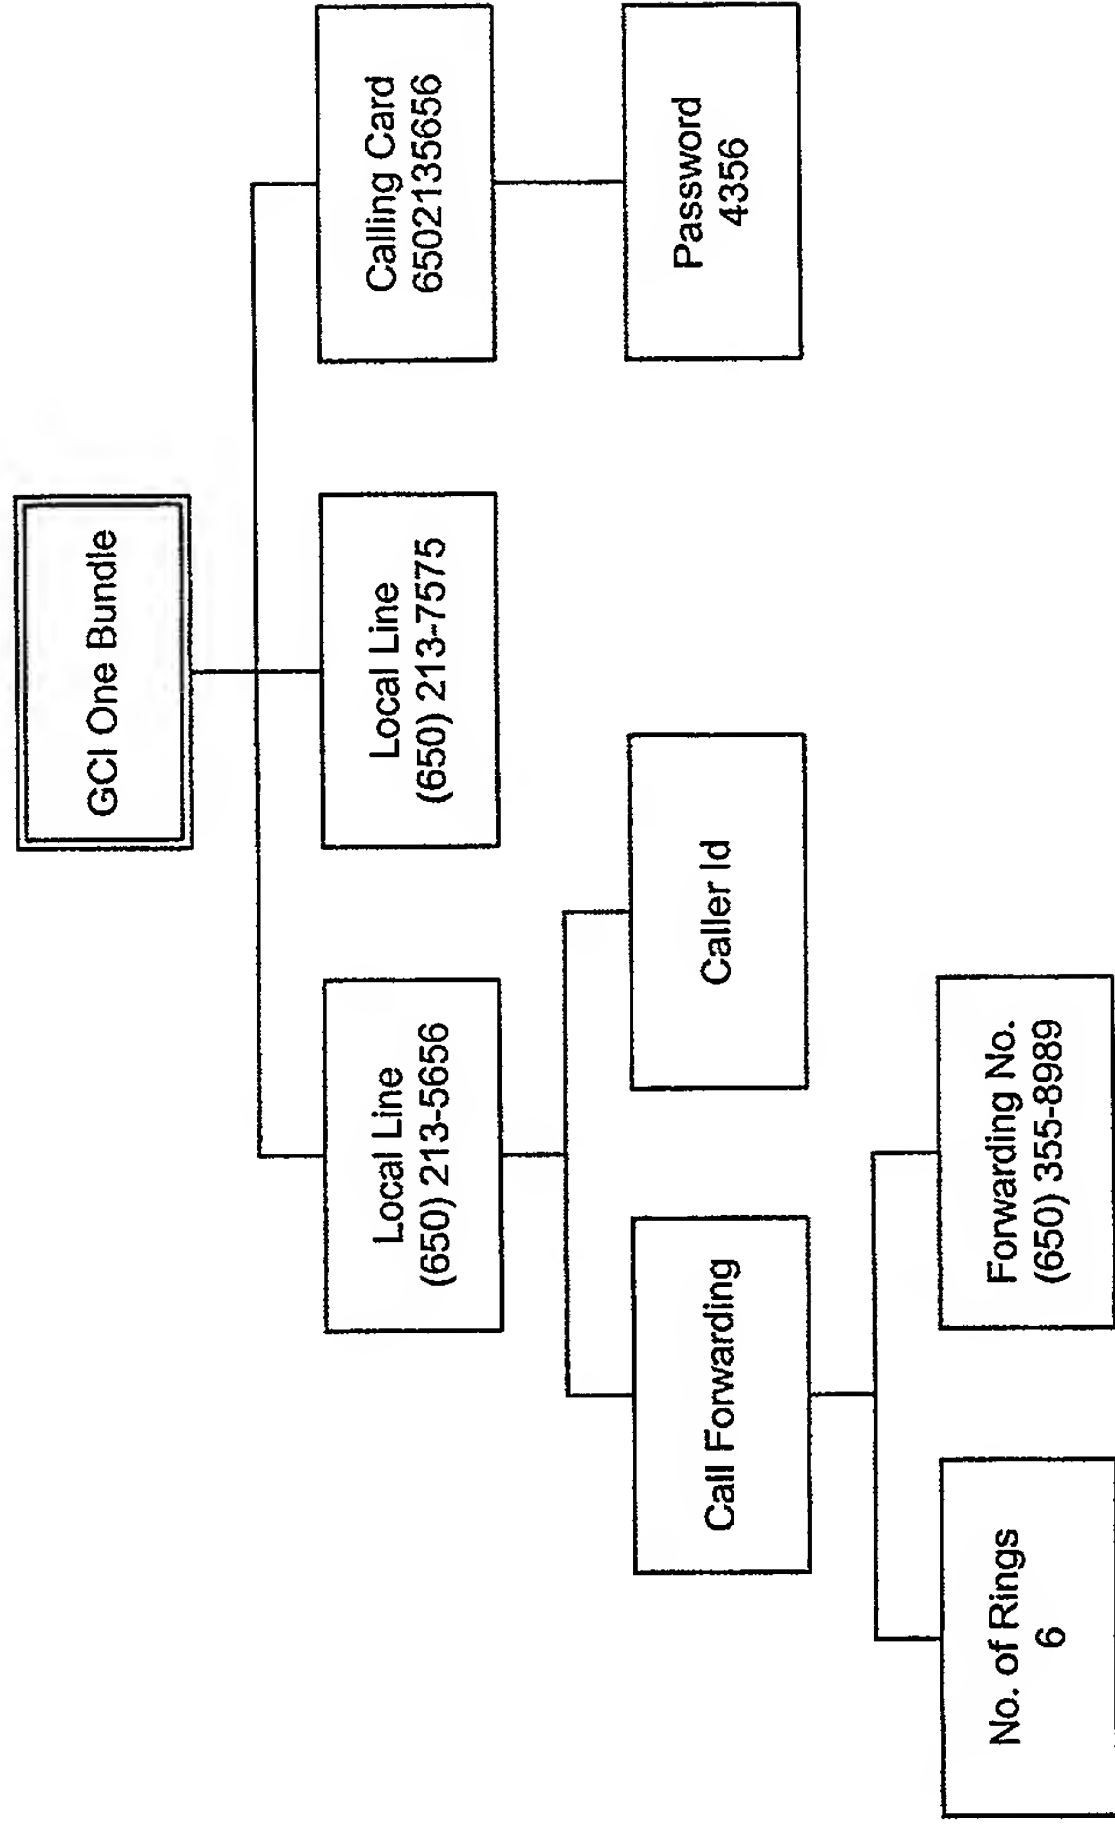 GCI One Bundle
Local Line
(650) 213-5656
Local Line
(650) 213-7575
Calling Card
6502135656
Call Forwarding
Caller Id
Password
4356
No. of Rings
6
Forwarding No.
(650) 355-8989